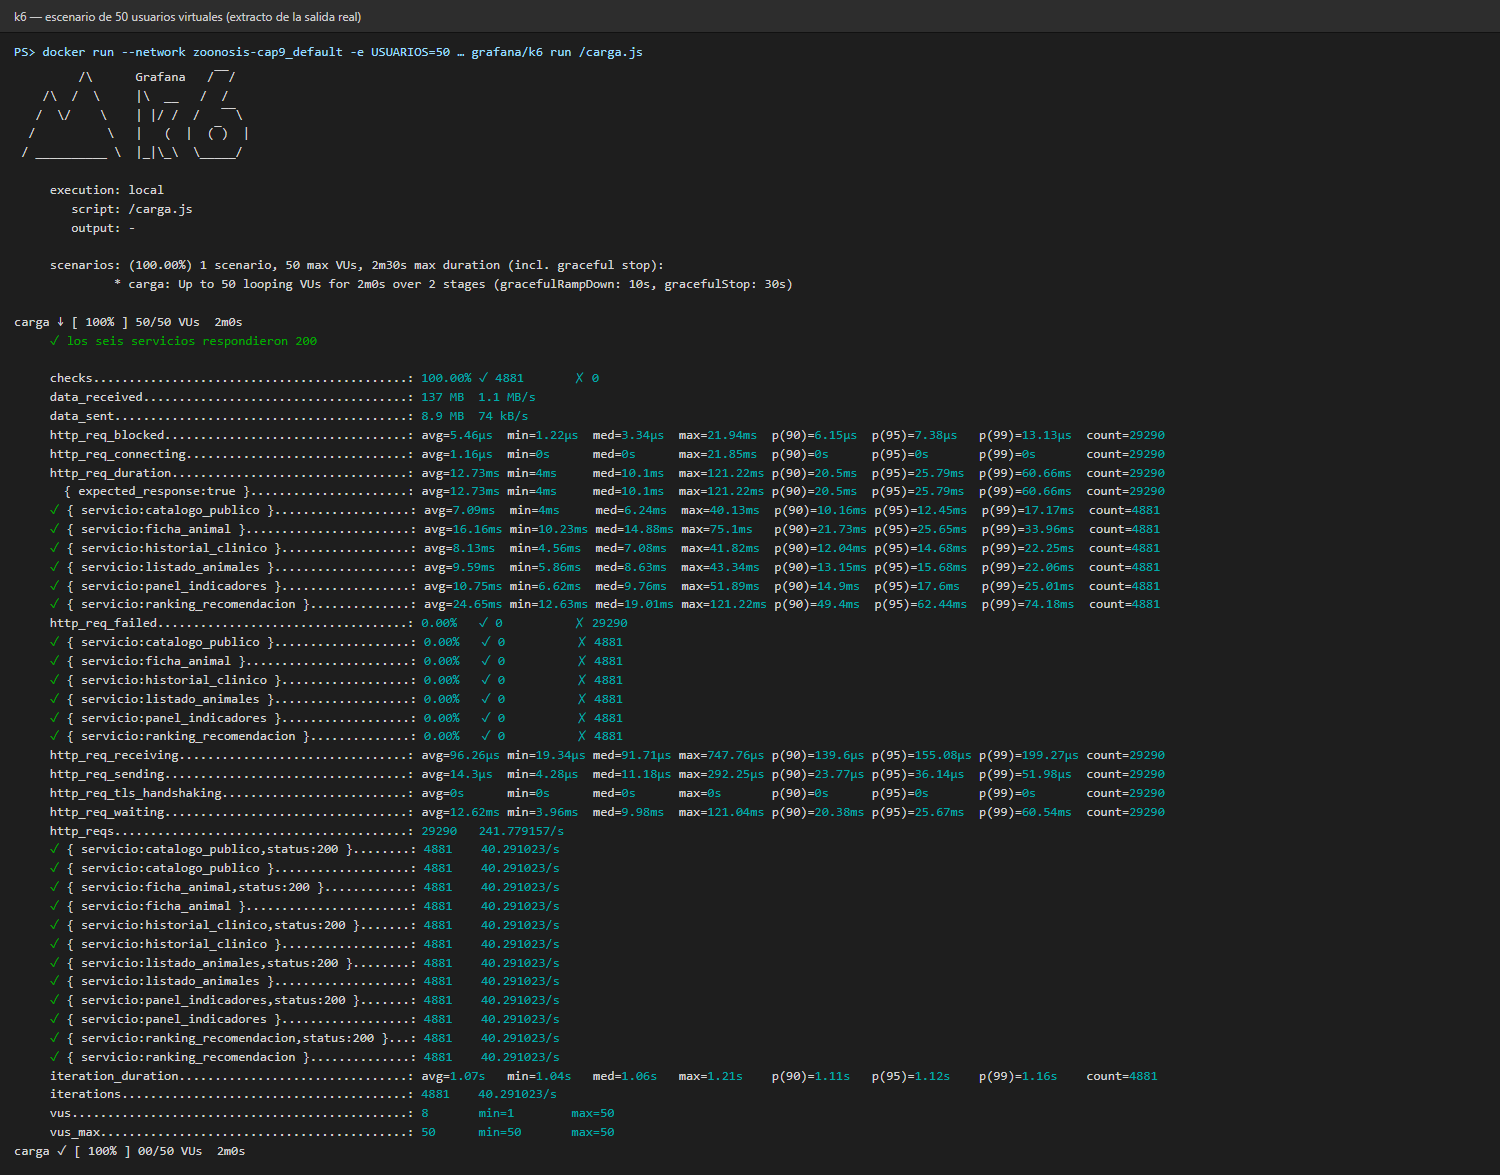 k6 — escenario de 50 usuarios virtuales (extracto de la salida real)
PS> docker run --network zoonosis-cap9_default -e USUARIOS=50 … grafana/k6 run /carga.js
         /\      Grafana   /‾‾/
    /\  /  \     |\  __   /  /
   /  \/    \    | |/ /  /   ‾‾\
  /          \   |   (  |  (‾)  |
 / __________ \  |_|\_\  \_____/
     execution: local
        script: /carga.js
        output: -
     scenarios: (100.00%) 1 scenario, 50 max VUs, 2m30s max duration (incl. graceful stop):
              * carga: Up to 50 looping VUs for 2m0s over 2 stages (gracefulRampDown: 10s, gracefulStop: 30s)
carga ↓ [ 100% ] 50/50 VUs  2m0s
     ✓ los seis servicios respondieron 200
     checks............................................: 100.00% ✓ 4881       ✗ 0
     data_received.....................................: 137 MB  1.1 MB/s
     data_sent.........................................: 8.9 MB  74 kB/s
     http_req_blocked..................................: avg=5.46µs  min=1.22µs  med=3.34µs  max=21.94ms  p(90)=6.15µs  p(95)=7.38µs   p(99)=13.13µs  count=29290
     http_req_connecting...............................: avg=1.16µs  min=0s      med=0s      max=21.85ms  p(90)=0s      p(95)=0s       p(99)=0s       count=29290
     http_req_duration.................................: avg=12.73ms min=4ms     med=10.1ms  max=121.22ms p(90)=20.5ms  p(95)=25.79ms  p(99)=60.66ms  count=29290
       { expected_response:true }......................: avg=12.73ms min=4ms     med=10.1ms  max=121.22ms p(90)=20.5ms  p(95)=25.79ms  p(99)=60.66ms  count=29290
     ✓ { servicio:catalogo_publico }...................: avg=7.09ms  min=4ms     med=6.24ms  max=40.13ms  p(90)=10.16ms p(95)=12.45ms  p(99)=17.17ms  count=4881
     ✓ { servicio:ficha_animal }.......................: avg=16.16ms min=10.23ms med=14.88ms max=75.1ms   p(90)=21.73ms p(95)=25.65ms  p(99)=33.96ms  count=4881
     ✓ { servicio:historial_clinico }..................: avg=8.13ms  min=4.56ms  med=7.08ms  max=41.82ms  p(90)=12.04ms p(95)=14.68ms  p(99)=22.25ms  count=4881
     ✓ { servicio:listado_animales }...................: avg=9.59ms  min=5.86ms  med=8.63ms  max=43.34ms  p(90)=13.15ms p(95)=15.68ms  p(99)=22.06ms  count=4881
     ✓ { servicio:panel_indicadores }..................: avg=10.75ms min=6.62ms  med=9.76ms  max=51.89ms  p(90)=14.9ms  p(95)=17.6ms   p(99)=25.01ms  count=4881
     ✓ { servicio:ranking_recomendacion }..............: avg=24.65ms min=12.63ms med=19.01ms max=121.22ms p(90)=49.4ms  p(95)=62.44ms  p(99)=74.18ms  count=4881
     http_req_failed...................................: 0.00%   ✓ 0          ✗ 29290
     ✓ { servicio:catalogo_publico }...................: 0.00%   ✓ 0          ✗ 4881
     ✓ { servicio:ficha_animal }.......................: 0.00%   ✓ 0          ✗ 4881
     ✓ { servicio:historial_clinico }..................: 0.00%   ✓ 0          ✗ 4881
     ✓ { servicio:listado_animales }...................: 0.00%   ✓ 0          ✗ 4881
     ✓ { servicio:panel_indicadores }..................: 0.00%   ✓ 0          ✗ 4881
     ✓ { servicio:ranking_recomendacion }..............: 0.00%   ✓ 0          ✗ 4881
     http_req_receiving................................: avg=96.26µs min=19.34µs med=91.71µs max=747.76µs p(90)=139.6µs p(95)=155.08µs p(99)=199.27µs count=29290
     http_req_sending..................................: avg=14.3µs  min=4.28µs  med=11.18µs max=292.25µs p(90)=23.77µs p(95)=36.14µs  p(99)=51.98µs  count=29290
     http_req_tls_handshaking..........................: avg=0s      min=0s      med=0s      max=0s       p(90)=0s      p(95)=0s       p(99)=0s       count=29290
     http_req_waiting..................................: avg=12.62ms min=3.96ms  med=9.98ms  max=121.04ms p(90)=20.38ms p(95)=25.67ms  p(99)=60.54ms  count=29290
     http_reqs.........................................: 29290   241.779157/s
     ✓ { servicio:catalogo_publico,status:200 }........: 4881    40.291023/s
     ✓ { servicio:catalogo_publico }...................: 4881    40.291023/s
     ✓ { servicio:ficha_animal,status:200 }............: 4881    40.291023/s
     ✓ { servicio:ficha_animal }.......................: 4881    40.291023/s
     ✓ { servicio:historial_clinico,status:200 }.......: 4881    40.291023/s
     ✓ { servicio:historial_clinico }..................: 4881    40.291023/s
     ✓ { servicio:listado_animales,status:200 }........: 4881    40.291023/s
     ✓ { servicio:listado_animales }...................: 4881    40.291023/s
     ✓ { servicio:panel_indicadores,status:200 }.......: 4881    40.291023/s
     ✓ { servicio:panel_indicadores }..................: 4881    40.291023/s
     ✓ { servicio:ranking_recomendacion,status:200 }...: 4881    40.291023/s
     ✓ { servicio:ranking_recomendacion }..............: 4881    40.291023/s
     iteration_duration................................: avg=1.07s   min=1.04s   med=1.06s   max=1.21s    p(90)=1.11s   p(95)=1.12s    p(99)=1.16s    count=4881
     iterations........................................: 4881    40.291023/s
     vus...............................................: 8       min=1        max=50
     vus_max...........................................: 50      min=50       max=50
carga ✓ [ 100% ] 00/50 VUs  2m0s